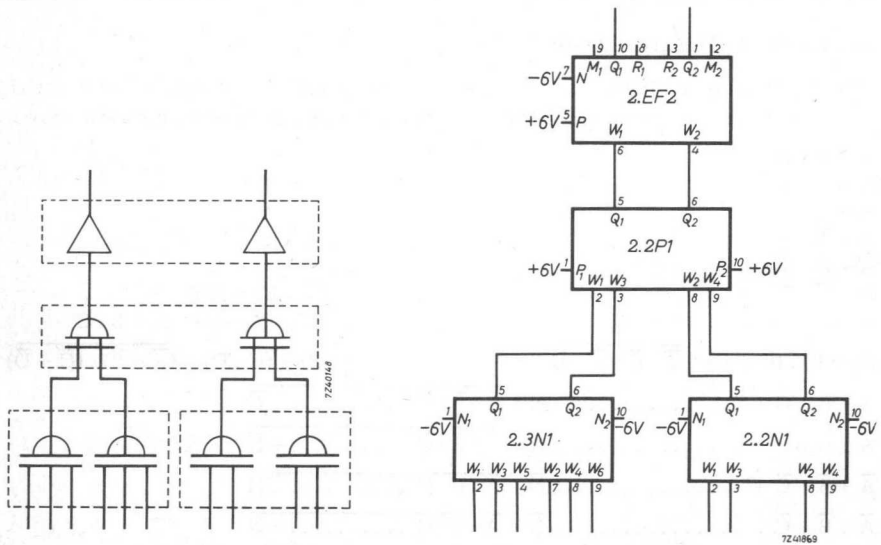 9 10 8 3 1 2
M1 Q1 R1 R2 Q2 M2
-6V 7 N
2.EF2
+6V 5 P
W1 W2
6 4
5 6
Q1 Q2
2.2P1
+6V 1 P1 W1 W3 W2 W4 P2 10 +6V
2 3 8 9
7Z40148
5 6 5 6
1 Q1 Q2 10 1 Q1 Q2 10
-6V N1 N2 -6V -6V N1 N2 -6V
2.3N1 2.2N1
W1 W3 W5 W2 W4 W6 W1 W3 W2 W4
2 3 4 7 8 9 2 3 8 9
7Z41869